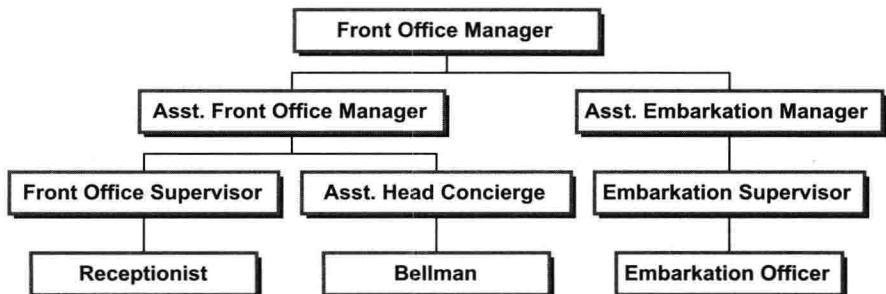 Front Office Manager
Asst. Front Office Manager
Asst. Embarkation Manager
Front Office Supervisor
Asst. Head Concierge
Embarkation Supervisor
Receptionist
Bellman
Embarkation Officer